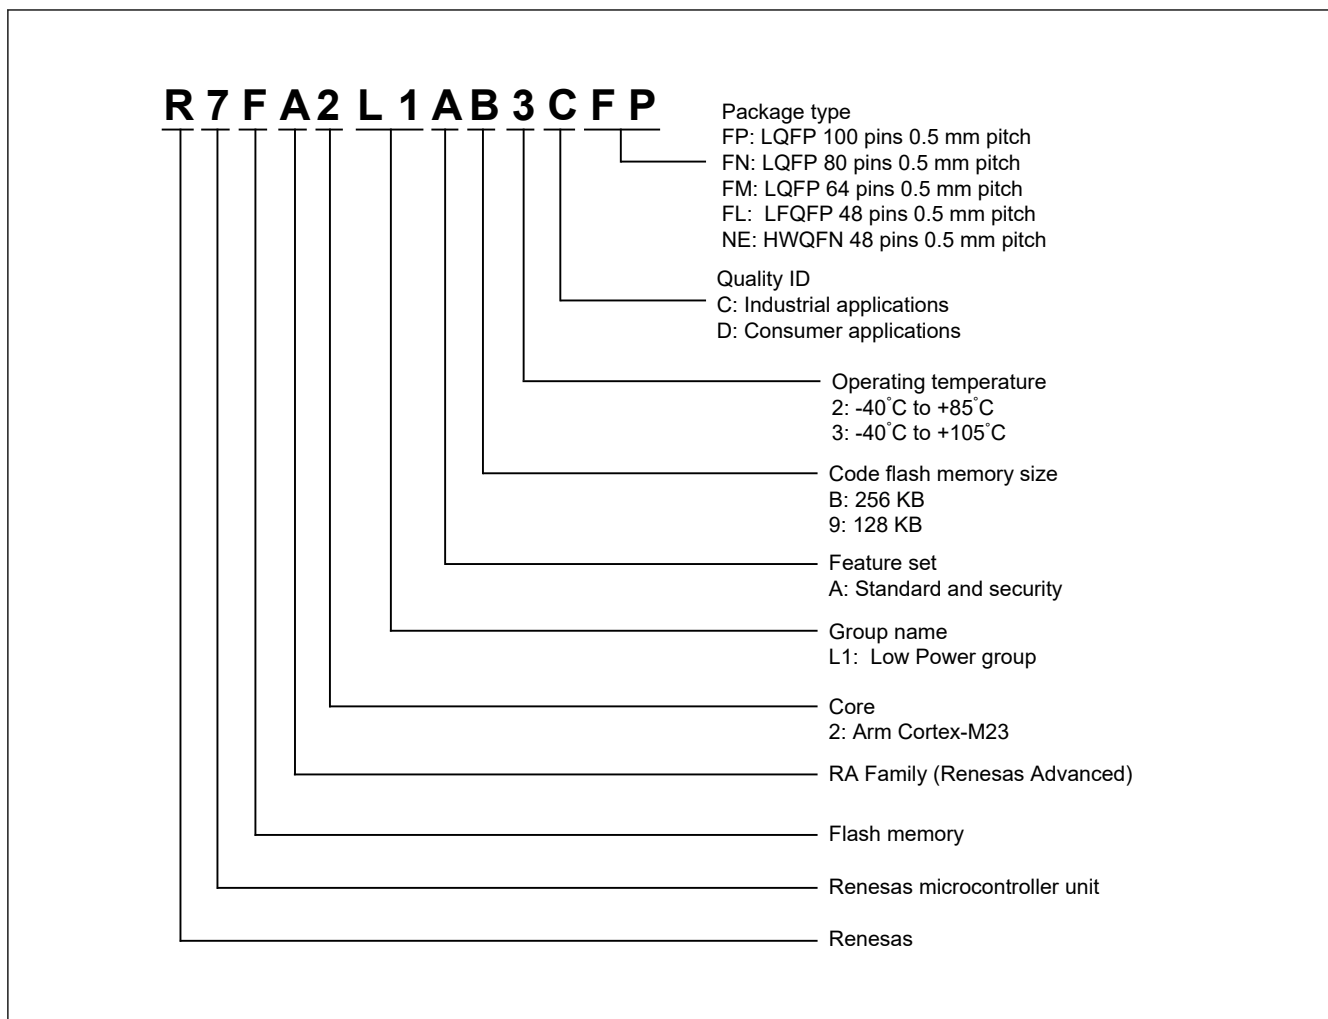 R 7 F A 2 L 1 A B 3 C F P
Package type
FP: LQFP 100 pins 0.5 mm pitch
FN: LQFP 80 pins 0.5 mm pitch
FM: LQFP 64 pins 0.5 mm pitch
FL: LFQFP 48 pins 0.5 mm pitch
NE: HWQFN 48 pins 0.5 mm pitch
Quality ID
C: Industrial applications
D: Consumer applications
Operating temperature
2: -40°C to +85°C
3: -40°C to +105°C
Code flash memory size
B: 256 KB
9: 128 KB
Feature set
A: Standard and security
Group name
L1: Low Power group
Core
2: Arm Cortex-M23
RA Family (Renesas Advanced)
Flash memory
Renesas microcontroller unit
Renesas